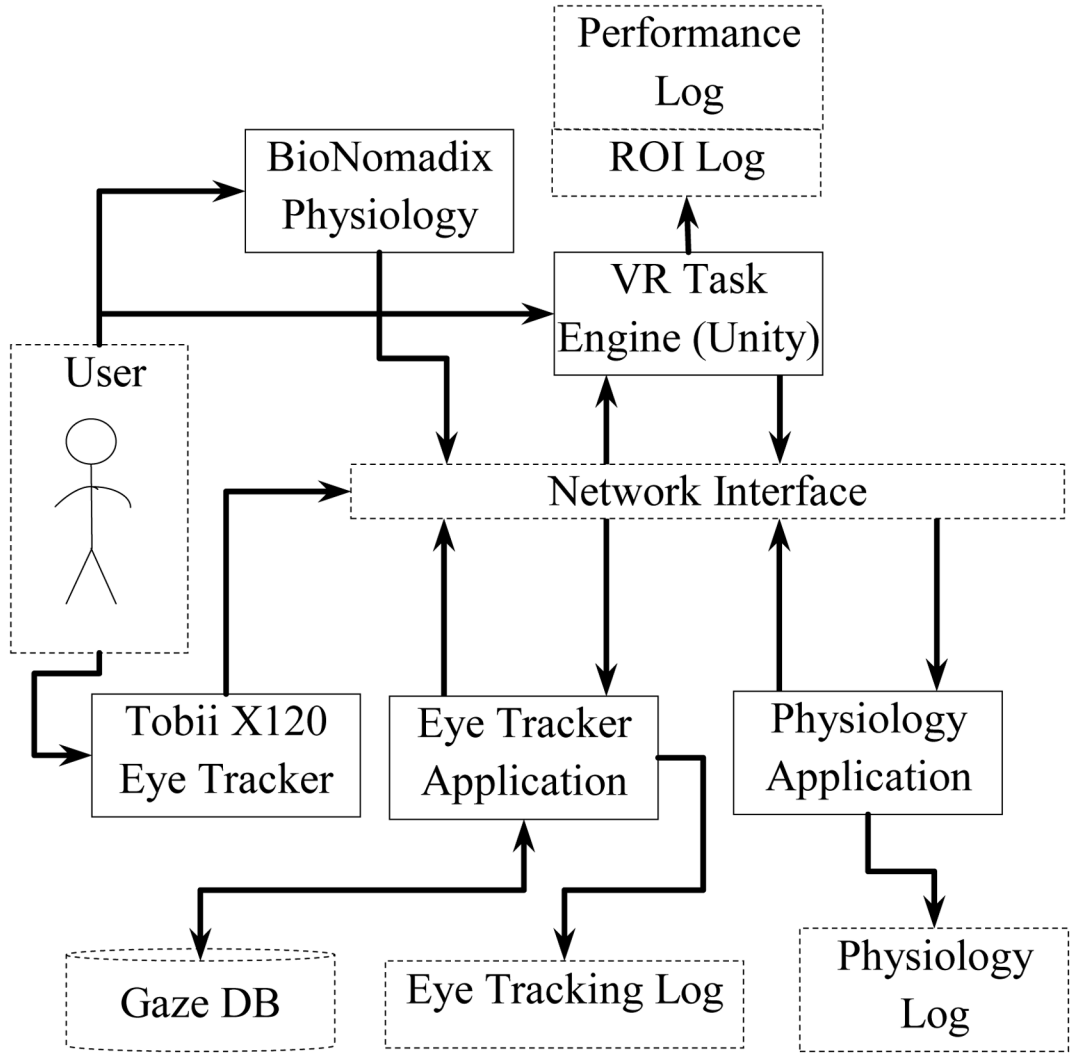 Performance
Log
ROI Log
BioNomadix
Physiology
VR Task
Engine (Unity)
User
Network Interface
Tobii X120
Eye Tracker
Eye Tracker
Application
Physiology
Application
Gaze DB
Eye Tracking Log
Physiology
Log